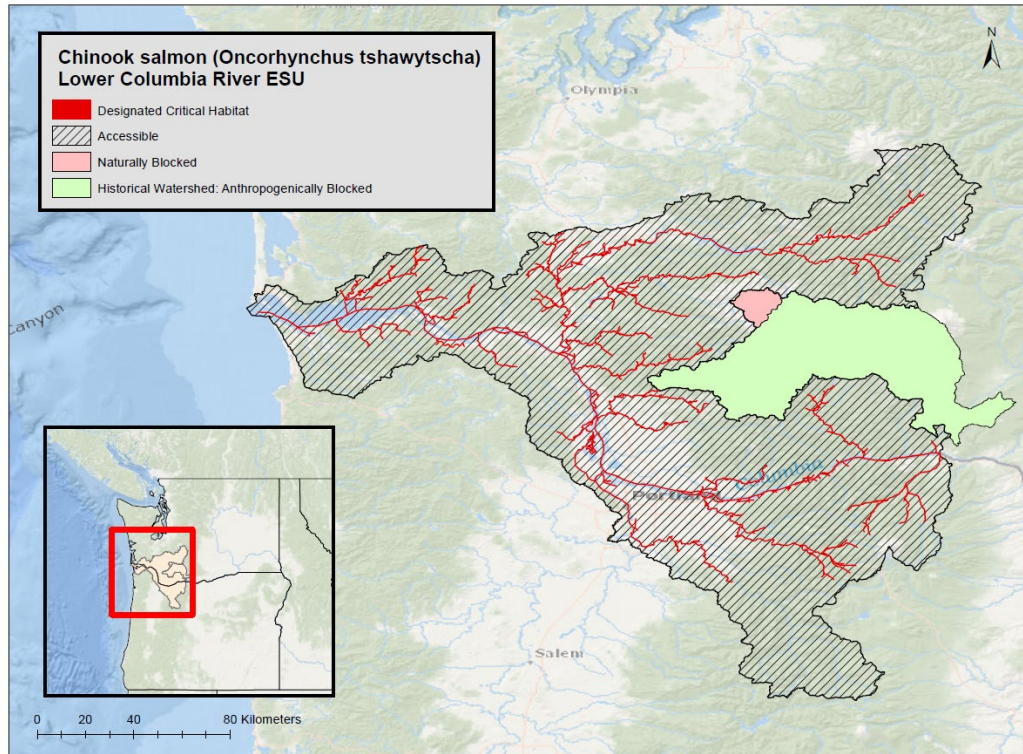 Chinook salmon (Oncorhynchus tshawytscha)
Lower Columbia River ESU
Designated Critical Habitat
Accessible
Naturally Blocked
Historical Watershed: Anthropogenically Blocked
N
Olympia
Canyon
Columbia
Portland
Salem
0 20 40 80 Kilometers